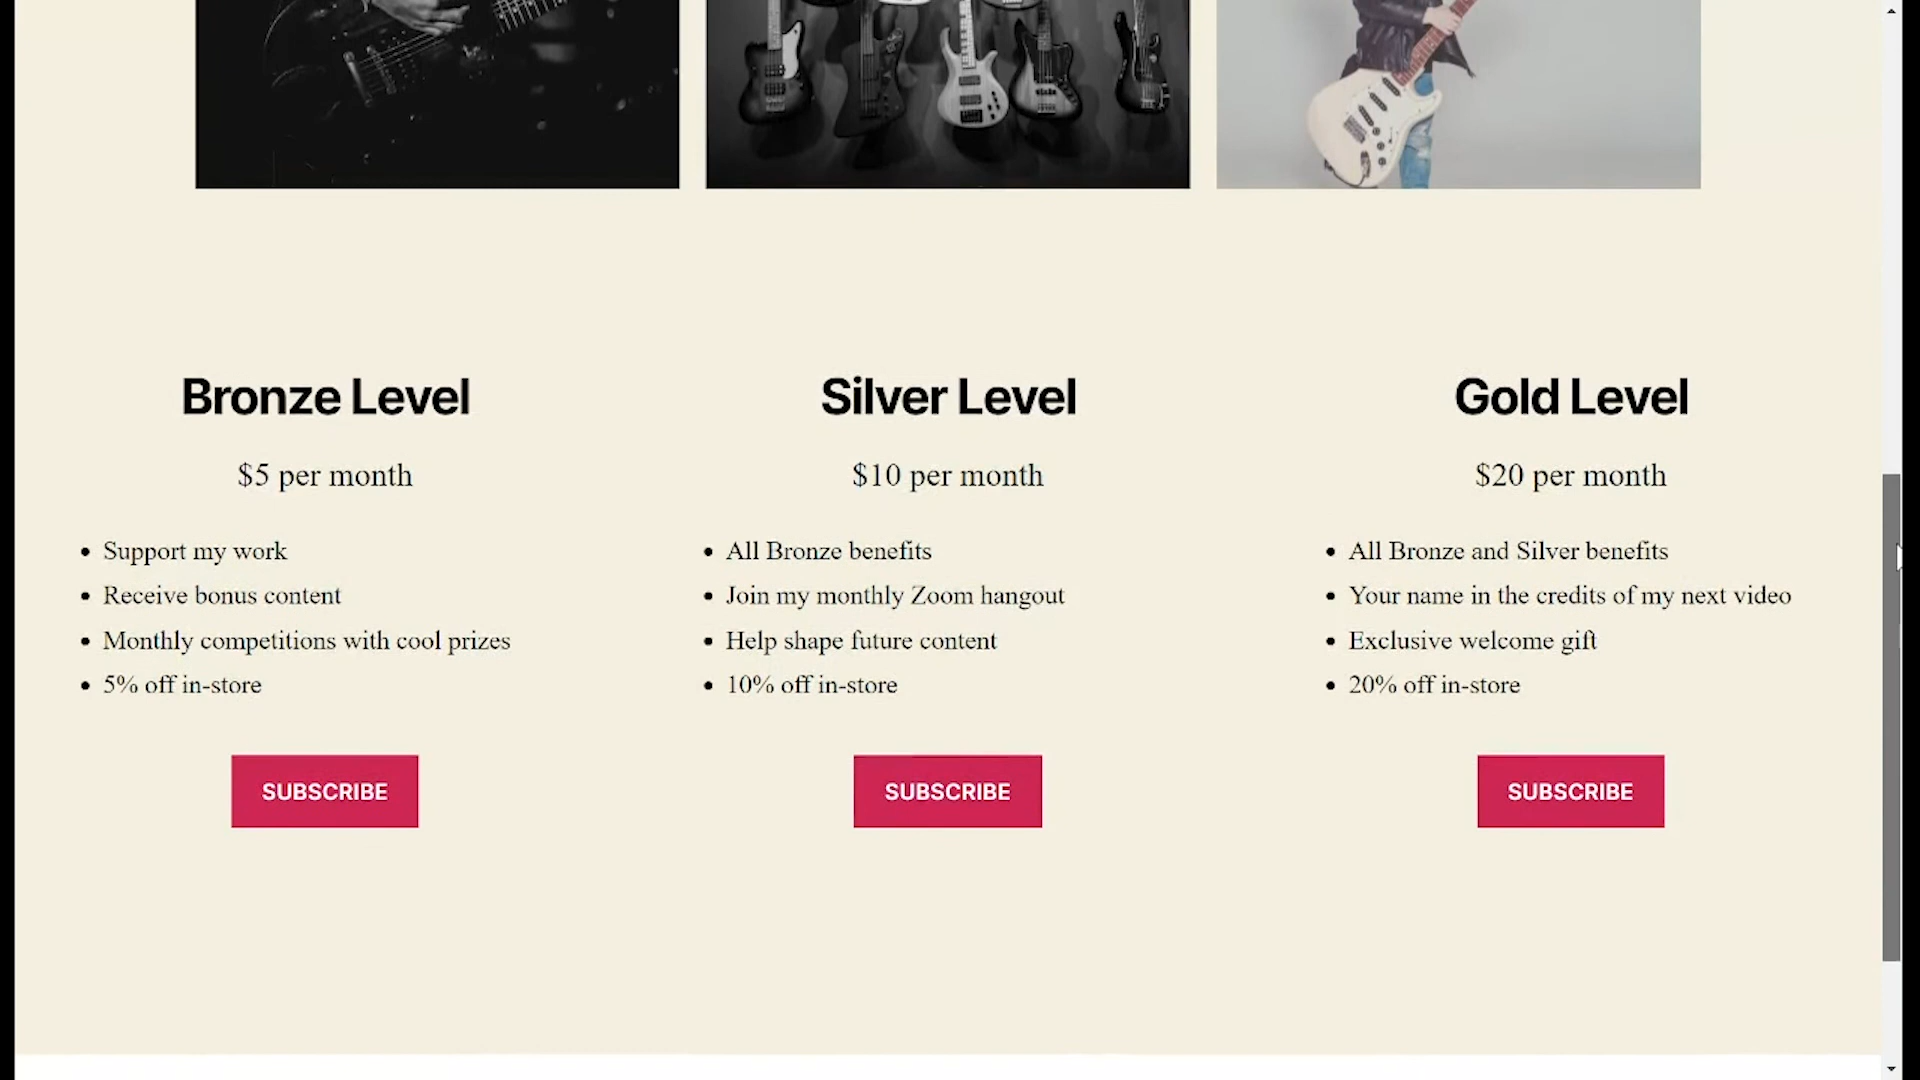 Bronze Level
$5 per month
Support my work
Receive bonus content
Monthly competitions with cool prizes
5% off in-store
SUBSCRIBE
Silver Level
$10 per month
All Bronze benefits
Join my monthly Zoom hangout
Help shape future content
10% off in-store
SUBSCRIBE
Gold Level
$20 per month
All Bronze and Silver benefits
Your name in the credits of my next video
Exclusive welcome gift
20% off in-store
SUBSCRIBE